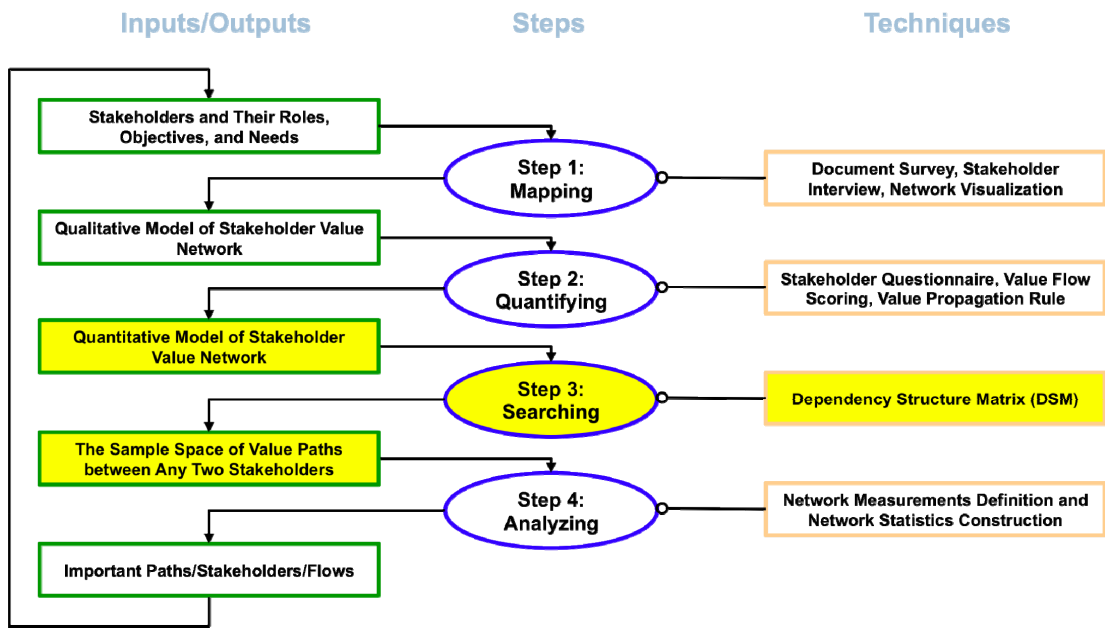 Inputs/Outputs
Steps
Techniques
Stakeholders and Their Roles,
Objectives, and Needs
Step 1:
Mapping
Document Survey, Stakeholder
Interview, Network Visualization
Qualitative Model of Stakeholder Value
Network
Step 2:
Quantifying
Stakeholder Questionnaire, Value Flow
Scoring, Value Propagation Rule
Quantitative Model of Stakeholder
Value Network
Step 3:
Searching
Dependency Structure Matrix (DSM)
The Sample Space of Value Paths
between Any Two Stakeholders
Step 4:
Analyzing
Network Measurements Definition and
Network Statistics Construction
Important Paths/Stakeholders/Flows